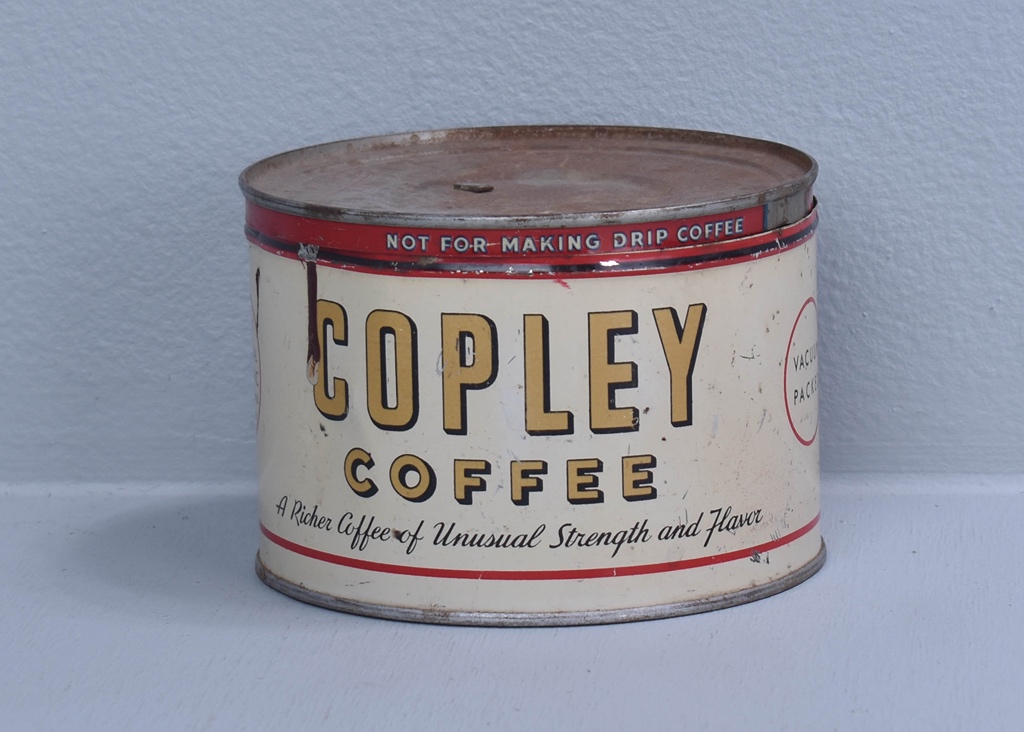 NOT FOR MAKING DRIP COFFEE
COPLEY
COFFEE
A Richer Coffee of Unusual Strength and Flavor